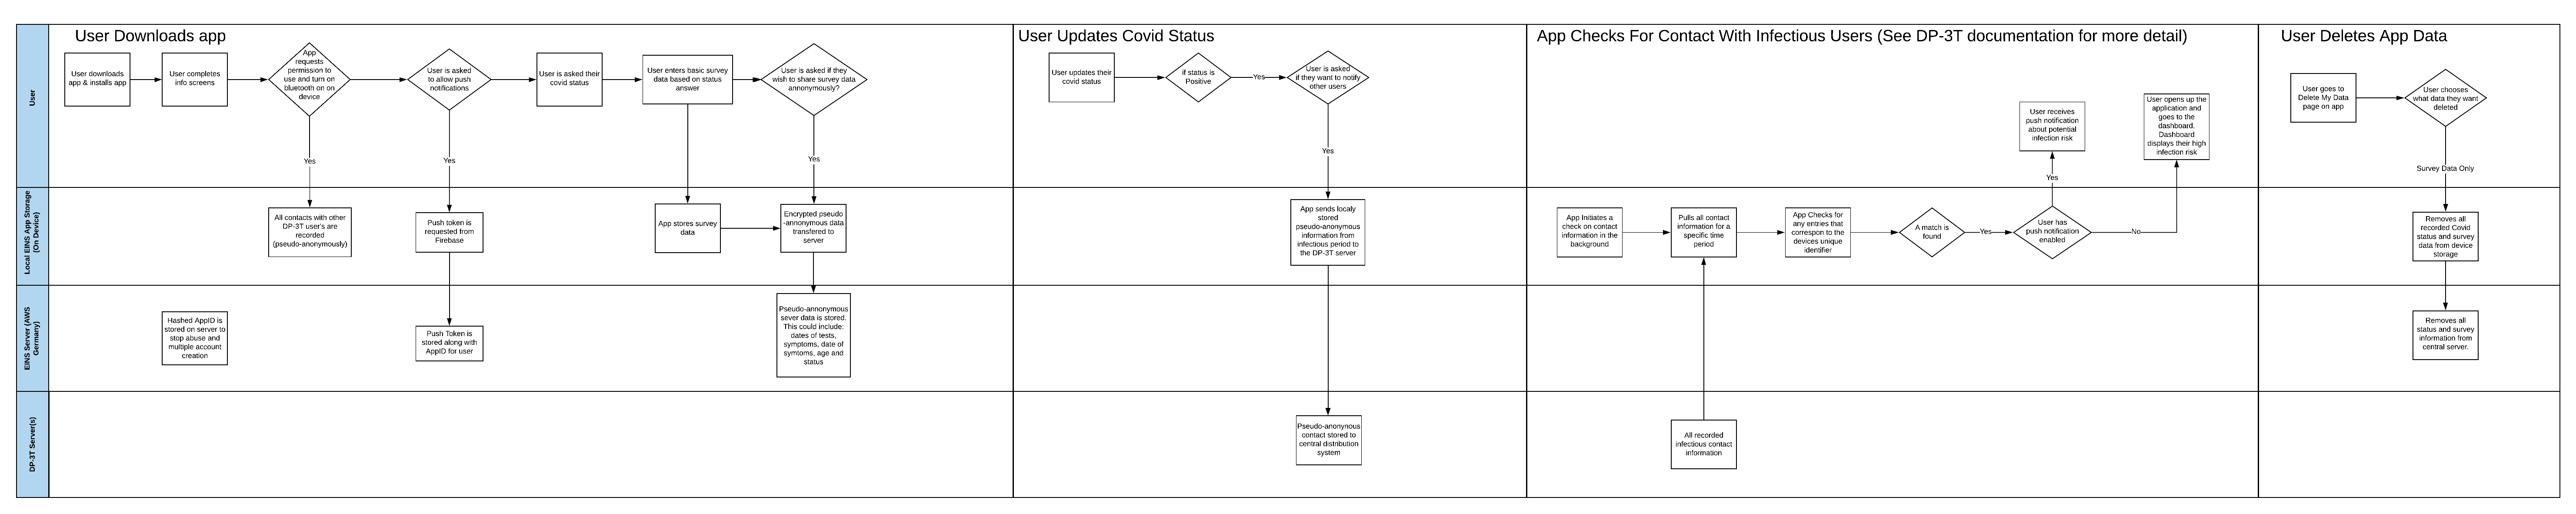 User Downloads app
User Updates Covid Status
App Checks For Contact With Infectious Users (See DP-3T documentation for more detail)
User Deletes App Data
User
User downloads
app & installs app
User completes
info screens
App
requests
permission to
use and turn on
bluetooth on on
device
User is asked
to allow push
notifications
User is asked their
covid status
User enters basic survey
data based on status
answer
User is asked if they
wish to share survey data
annonymously?
Yes
Yes
Yes
User updates their
covid status
if status is
Positive
Yes
User is asked
if they want to notify
other users
Yes
User receives
push notification
about potential
infection risk
Yes
User opens up the
application and
goes to the
dashboard.
Dashboard
displays their high
infection risk
User goes to
Delete My Data
page on app
User chooses
what data they want
deleted
Survey Data Only
Local EINS App Storage
(On Device)
All contacts with other
DP-3T user's are
recorded
(pseudo-anonymously)
Push token is
requested from
Firebase
App stores survey
data
Encrypted pseudo
-annonymous data
transfered to
server
App sends localy
stored
pseudo-anonymous
information from
infectious period to
the DP-3T server
App Initiates a
check on contact
information in the
background
Pulls all contact
information for a
specific time
period
App Checks for
any entries that
correspon to the
devices unique
identifier
A match is
found
Yes
User has
push notification
enabled
No
Removes all
recorded Covid
status and survey
data from device
storage
EINS Server (AWS
Germany)
Hashed AppID is
stored on server to
stop abuse and
multiple account
creation
Push Token is
stored along with
AppID for user
Pseudo-annonymous
sever data is stored.
This could include:
dates of tests,
symptoms, date of
symtoms, age and
status
Removes all
status and survey
information from
central server.
DP-3T Server(s)
Pseudo-anonynous
contact stored to
central distribution
system
All recorded
infectious contact
information